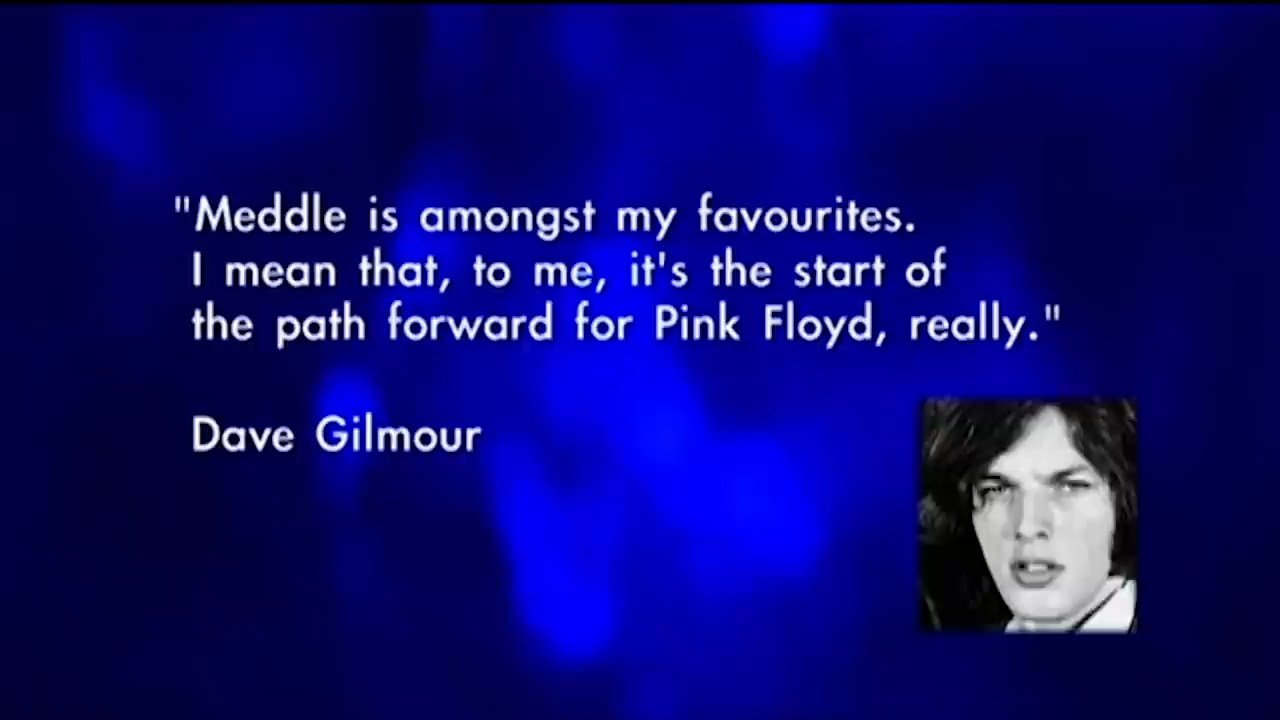 "Meddle is amongst my favourites.
I mean that, to me, it's the start of
the path forward for Pink Floyd, really."
Dave Gilmour